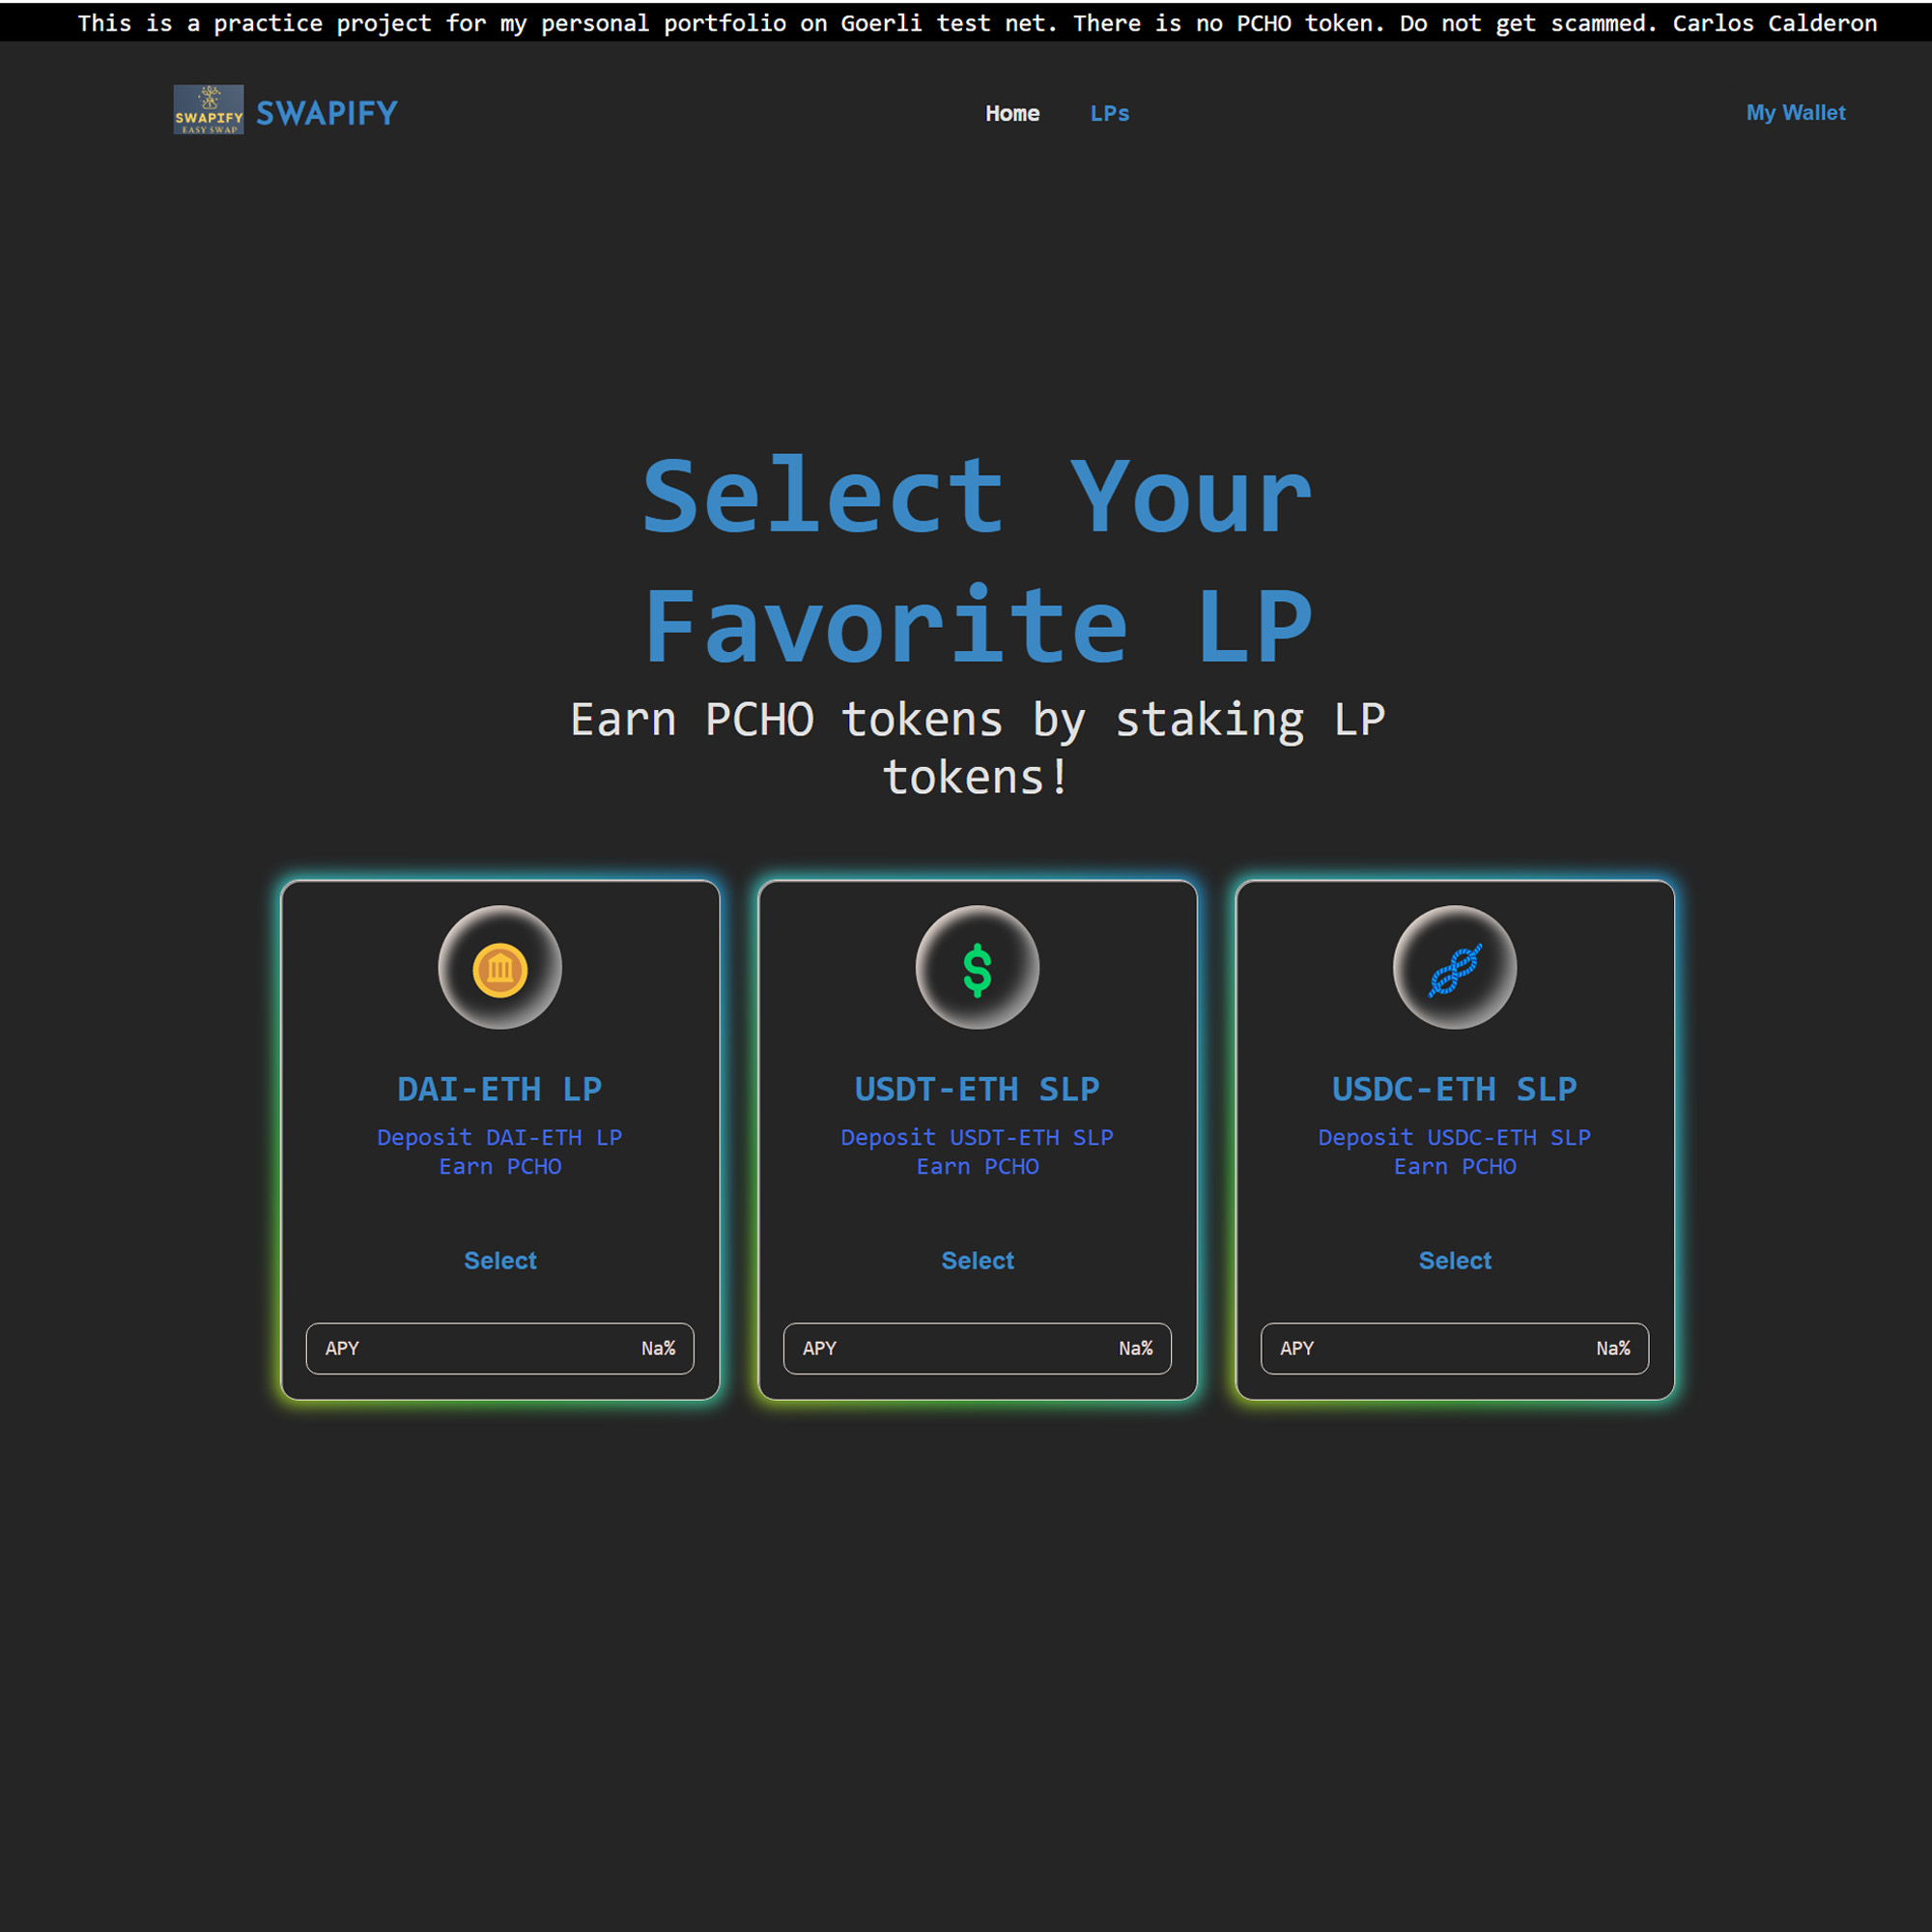 This is a practice project for my personal portfolio on Goerli test net. There is no PCHO token. Do not get scammed. Carlos Calderon
SWAPIFY
EASY SWAP
SWAPIFY
Home
LPs
My Wallet
Select Your
Favorite LP
Earn PCHO tokens by staking LP
tokens!
DAI-ETH LP
Deposit DAI-ETH LP
Earn PCHO
Select
APY Na%
USDT-ETH SLP
Deposit USDT-ETH SLP
Earn PCHO
Select
APY Na%
USDC-ETH SLP
Deposit USDC-ETH SLP
Earn PCHO
Select
APY Na%